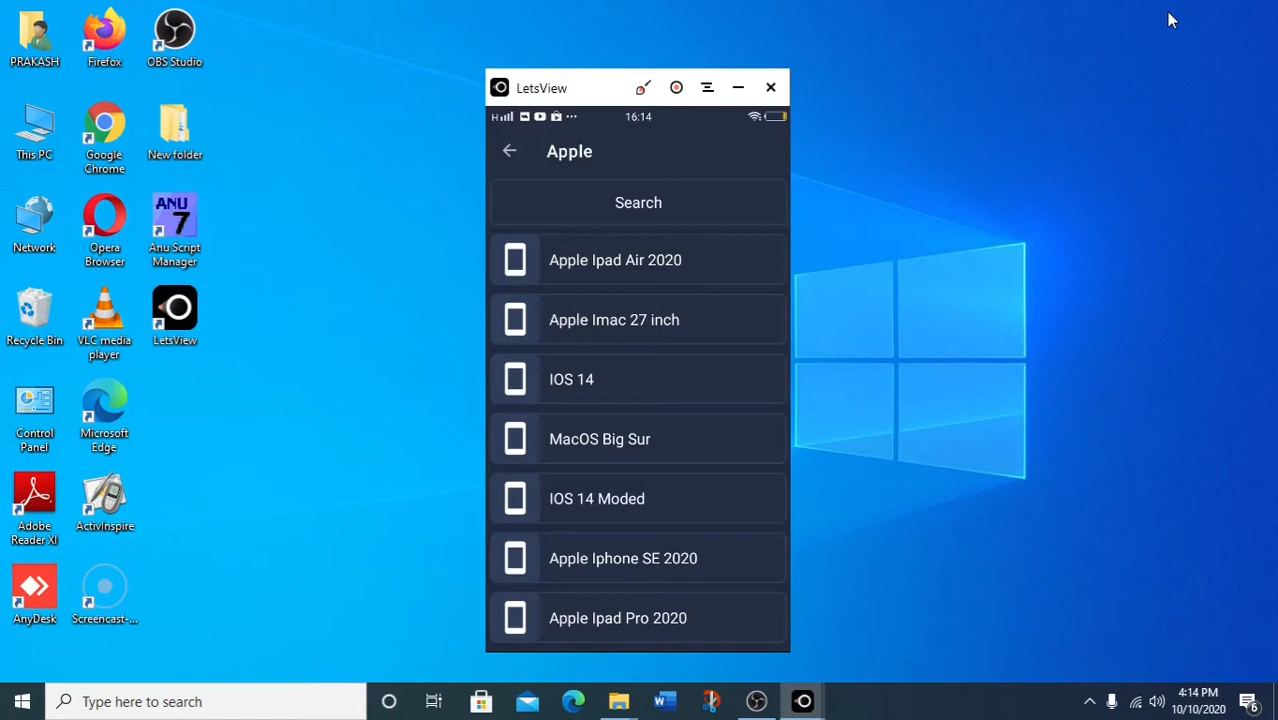 PRAKASH
Firefox
OBS Studio
This PC
Google
Chrome
New folder
Network
Opera
Browser
ANU
7
Anu Script
Manager
Recycle Bin
VLC media
player
LetsView
Control
Panel
Microsoft
Edge
Adobe
Reader XI
ActivInspire
AnyDesk
Screencast-...
LetsView
H
16:14
Apple
Search
Apple Ipad Air 2020
Apple Imac 27 inch
IOS 14
MacOS Big Sur
IOS 14 Moded
Apple Iphone SE 2020
Apple Ipad Pro 2020
Type here to search
4:14 PM
10/10/2020
6